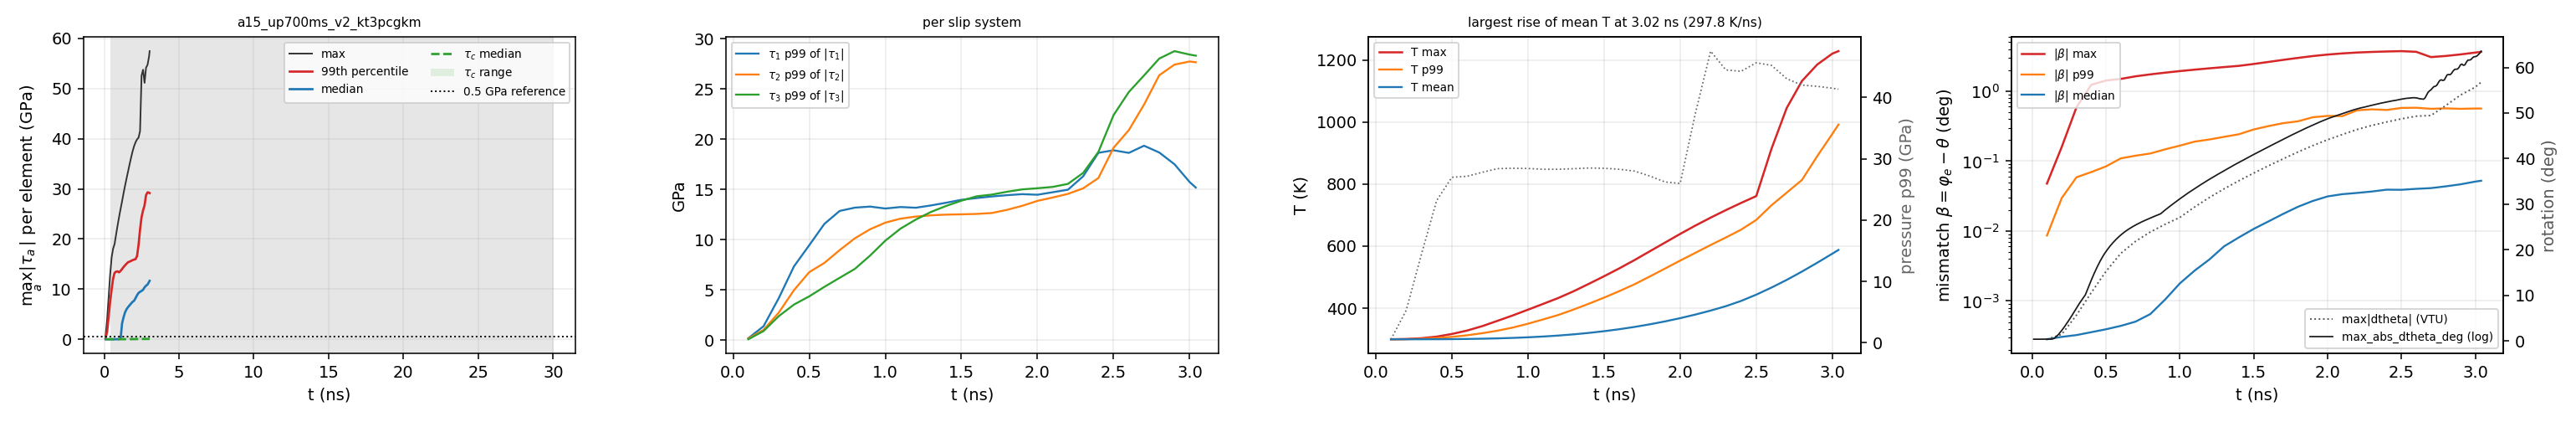 a15_up700ms_v2_kt3pcgkm
max
99th percentile
median
τc median
τc range
0.5 GPa reference
max|τa| per element (GPa)
a
60
50
40
30
20
10
0
0 5 10 15 20 25 30
t (ns)
per slip system
τ1 p99 of |τ1|
τ2 p99 of |τ2|
τ3 p99 of |τ3|
GPa
30
25
20
15
10
5
0
0.0 0.5 1.0 1.5 2.0 2.5 3.0
t (ns)
largest rise of mean T at 3.02 ns (297.8 K/ns)
T max
T p99
T mean
T (K)
1200
1000
800
600
400
0.0 0.5 1.0 1.5 2.0 2.5 3.0
t (ns)
40
30
20
10
0
pressure p99 (GPa)
|β| max
|β| p99
|β| median
mismatch β = φe − θ (deg)
10⁰
10⁻¹
10⁻²
10⁻³
0.0 0.5 1.0 1.5 2.0 2.5 3.0
t (ns)
max|dtheta| (VTU)
max_abs_dtheta_deg (log)
60
50
40
30
20
10
0
rotation (deg)